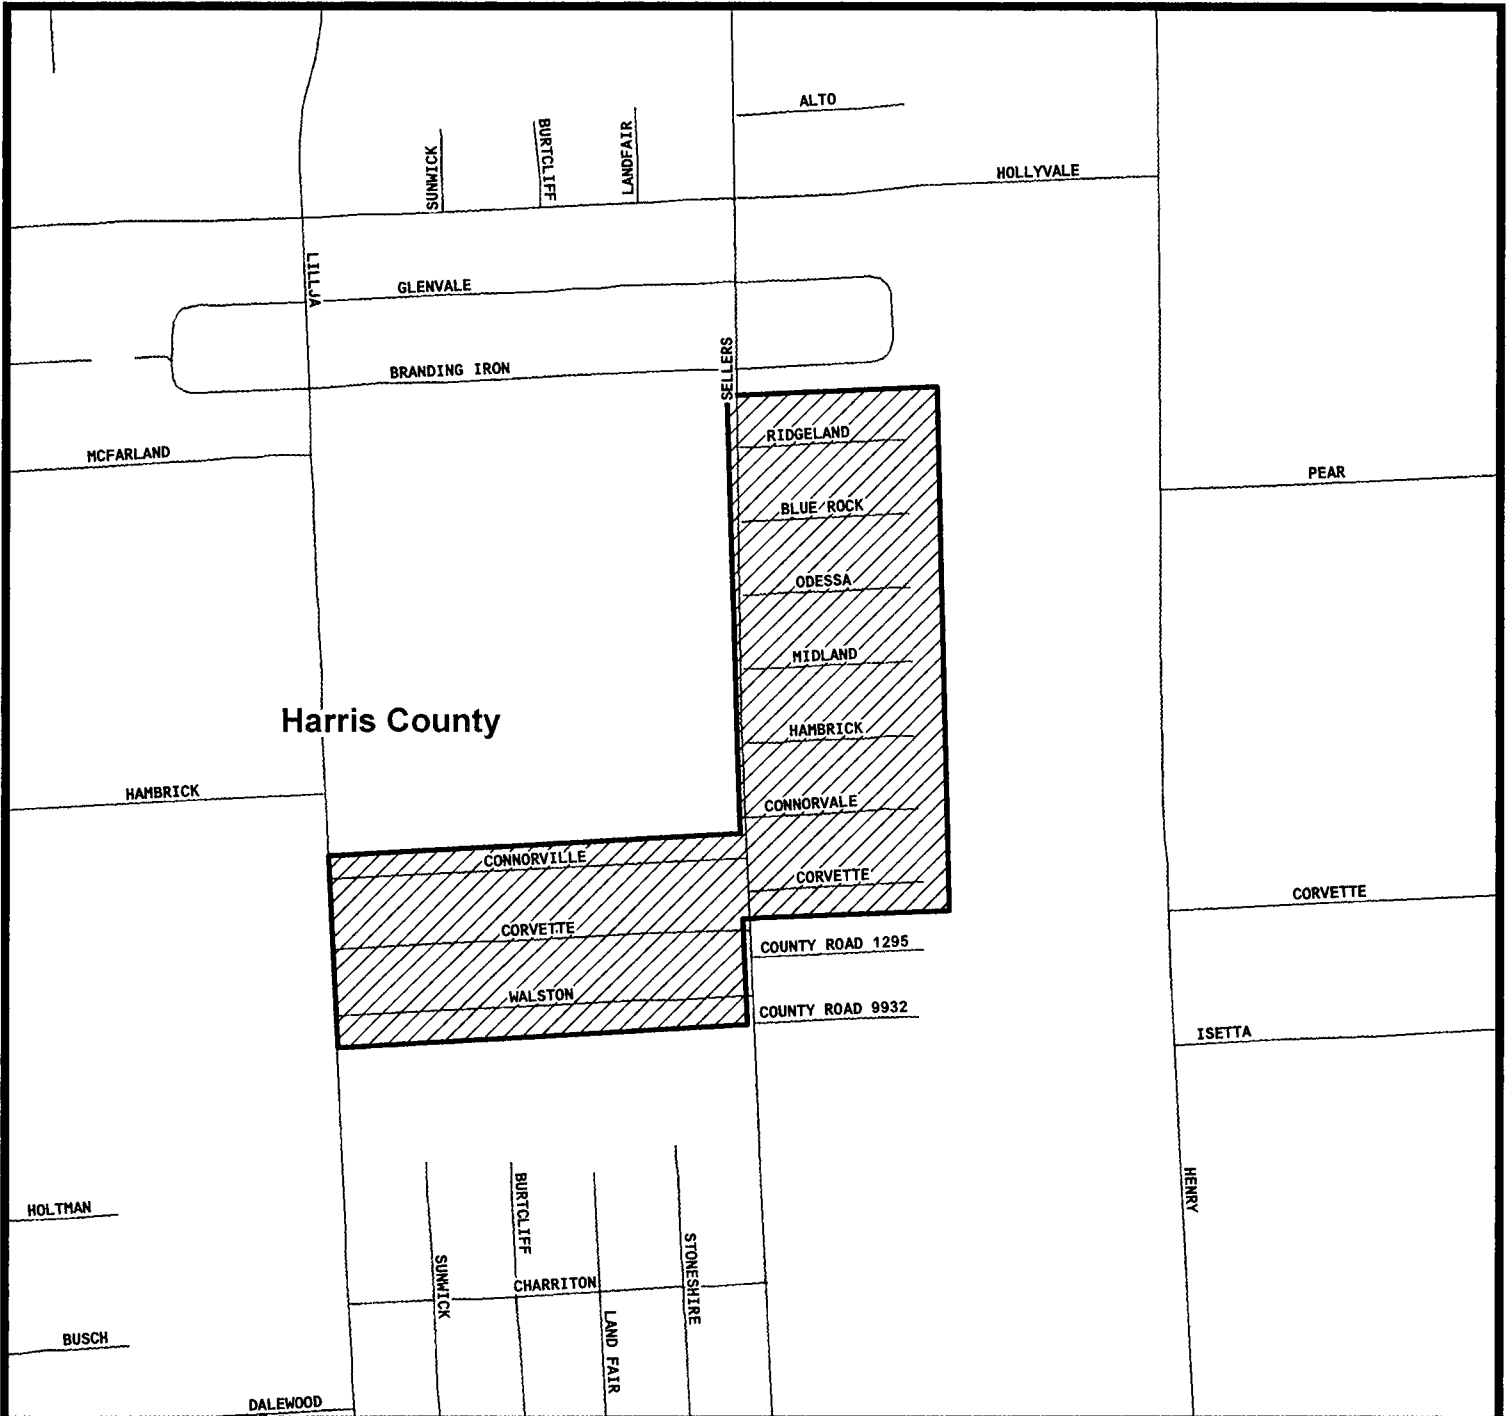 ALTO
SUNWICK
BURTCLIFF
LANDFAIR
HOLLYVALE
LILLJA
GLENVALE
BRANDING IRON
SELLERS
MCFARLAND
RIDGELAND
PEAR
BLUE ROCK
ODESSA
MIDLAND
Harris County
HAMBRICK
HAMBRICK
CONNORVALE
CONNORVILLE
CORVETTE
CORVETTE
CORVETTE
COUNTY ROAD 1295
WALSTON
COUNTY ROAD 9932
ISETTA
HENRY
HOLTMAN
BURTCLIFF
STONESHIRE
SUNWICK
CHARRITON
LAND FAIR
BUSCH
DALEWOOD